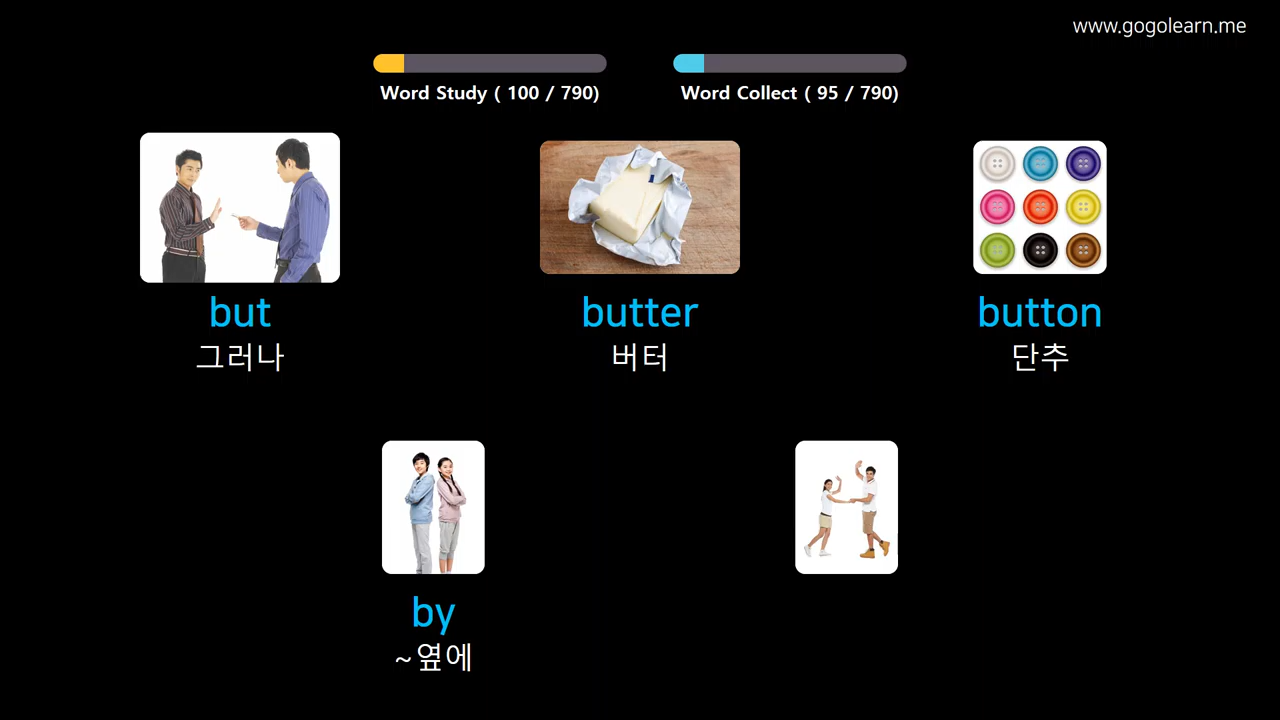 www.gogolearn.me
Word Study ( 100 / 790)
Word Collect ( 95 / 790)
but
그러나
butter
버터
button
단추
by
~옆에